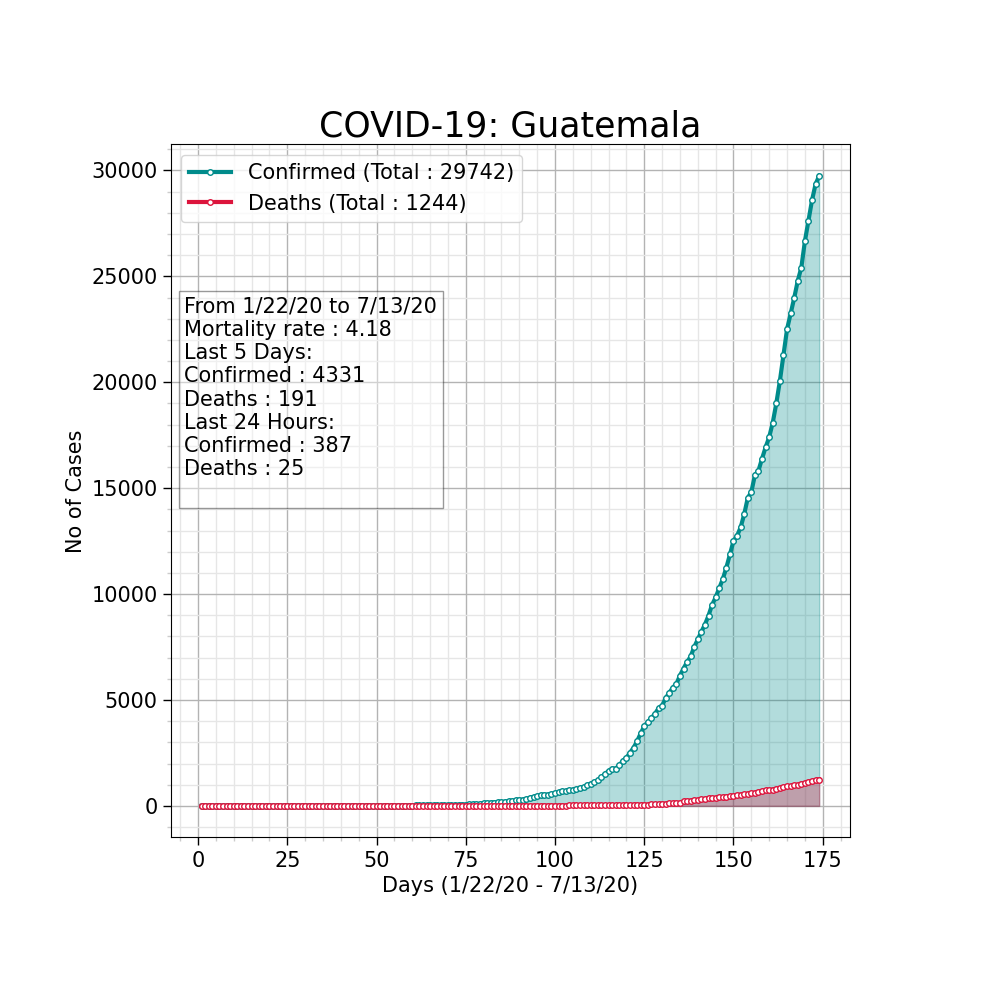 COVID-19: Guatemala
Confirmed (Total : 29742)
Deaths (Total : 1244)
From 1/22/20 to 7/13/20
Mortality rate : 4.18
Last 5 Days:
Confirmed : 4331
Deaths : 191
Last 24 Hours:
Confirmed : 387
Deaths : 25
No of Cases
30000
25000
20000
15000
10000
5000
0
0 25 50 75 100 125 150 175
Days (1/22/20 - 7/13/20)